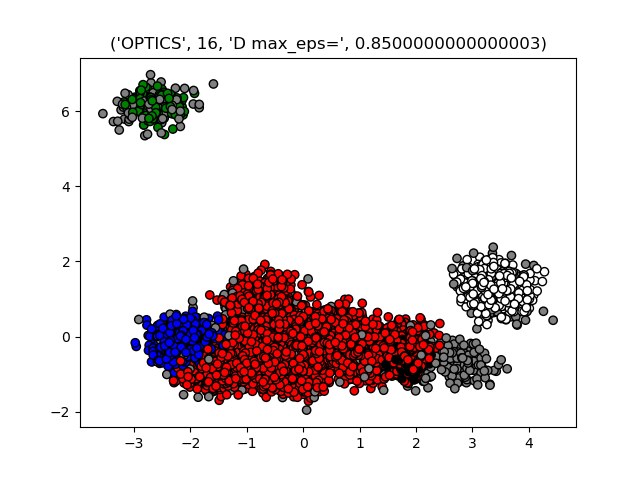 ('OPTICS', 16, 'D max_eps=', 0.8500000000000003)
6
4
2
0
−2
−3 −2 −1 0 1 2 3 4